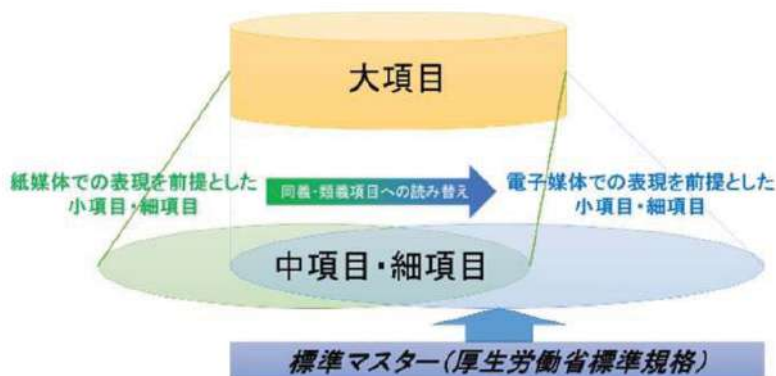 大項目
紙媒体での表現を前提とした
小項目・細項目
同義・類義項目への読み替え
電子媒体での表現を前提とした
小項目・細項目
中項目・細項目
標準マスター(厚生労働省標準規格)